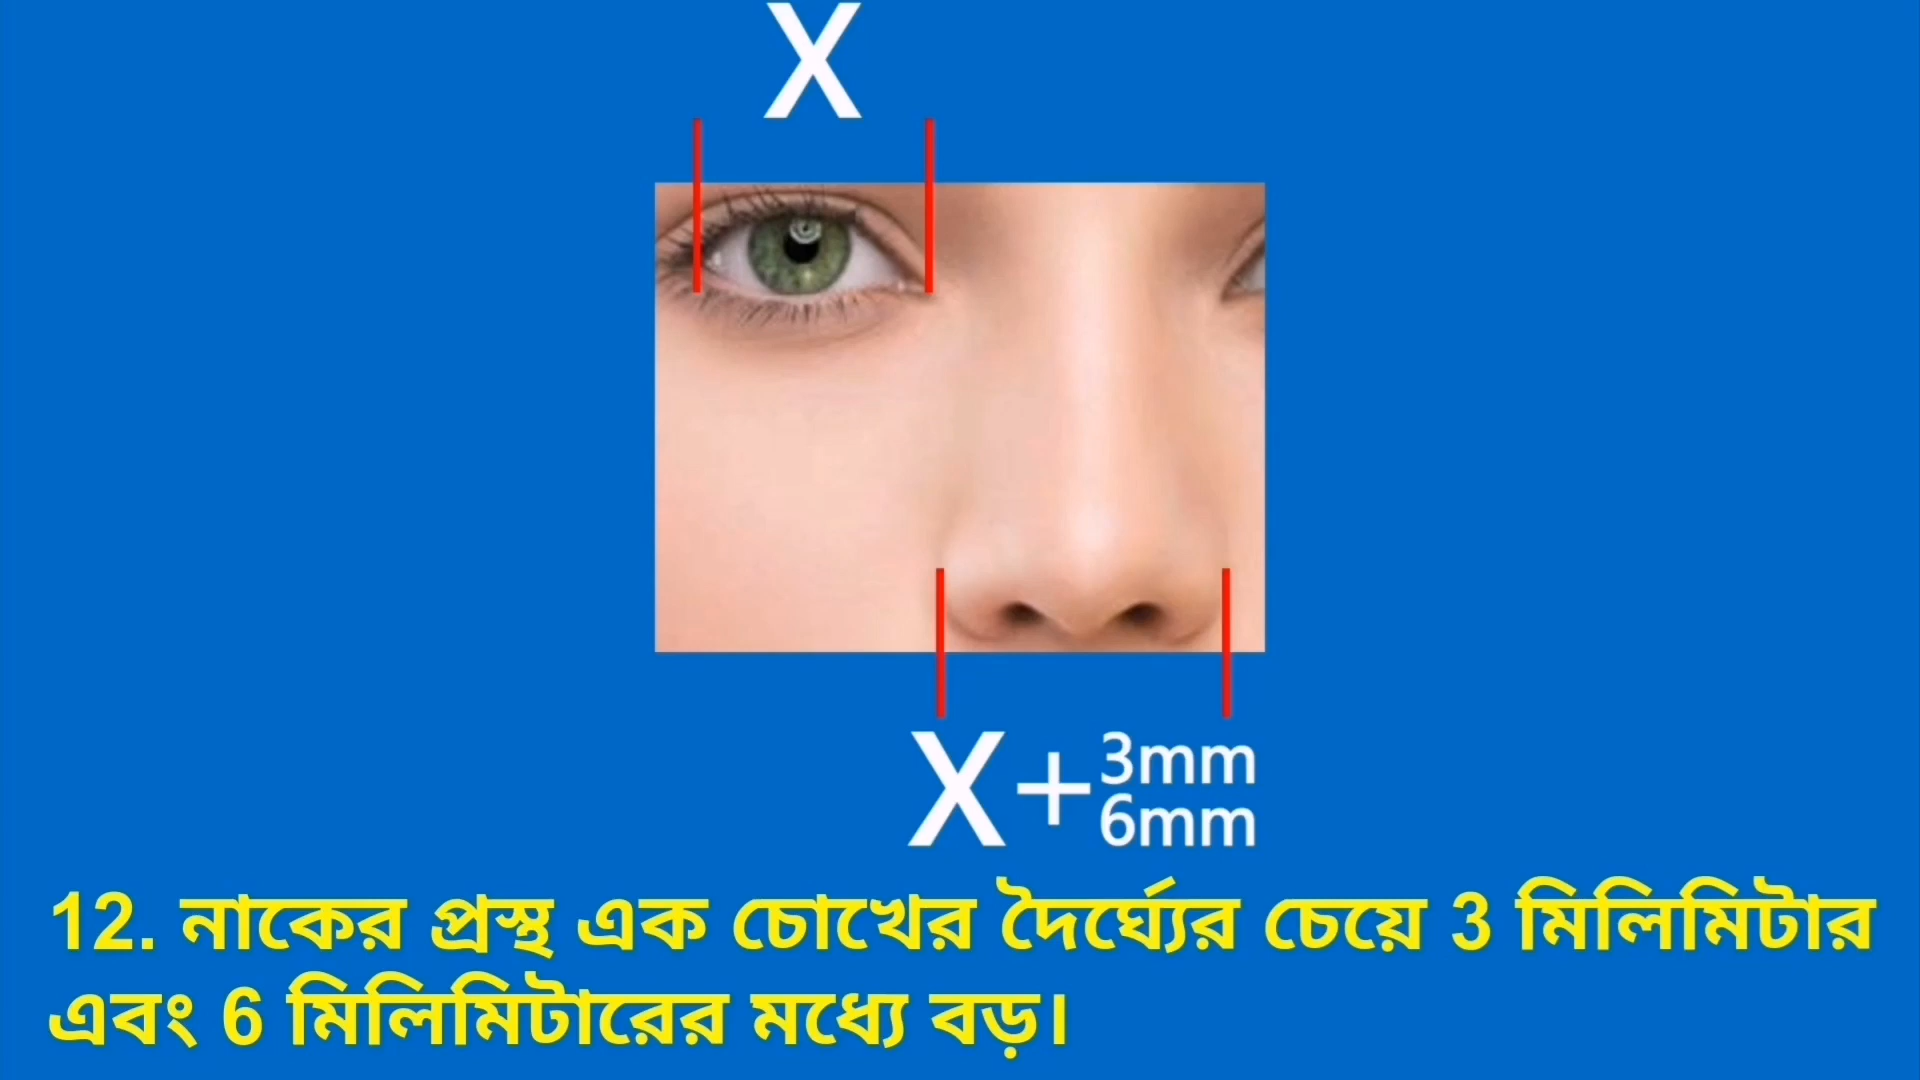 X
X+3mm
6mm
12. নাকের প্রস্থ এক চোখের দৈর্ঘ্যের চেয়ে 3 মিলিমিটার
এবং 6 মিলিমিটারের মধ্যে বড়।